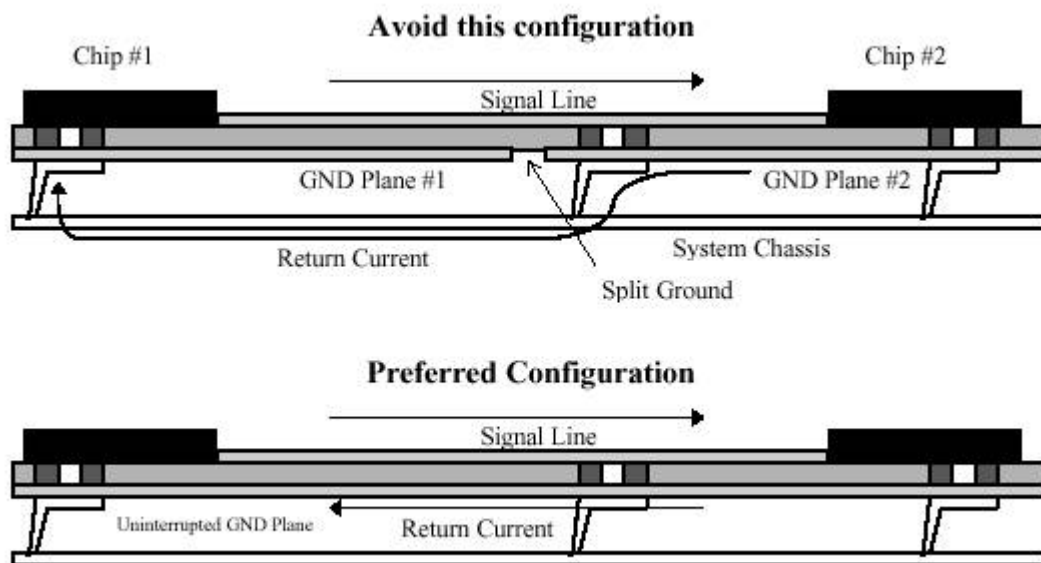 Avoid this configuration
Chip #1
Chip #2
Signal Line
GND Plane #1
GND Plane #2
Return Current
System Chassis
Split Ground
Preferred Configuration
Signal Line
Uninterrupted GND Plane
Return Current